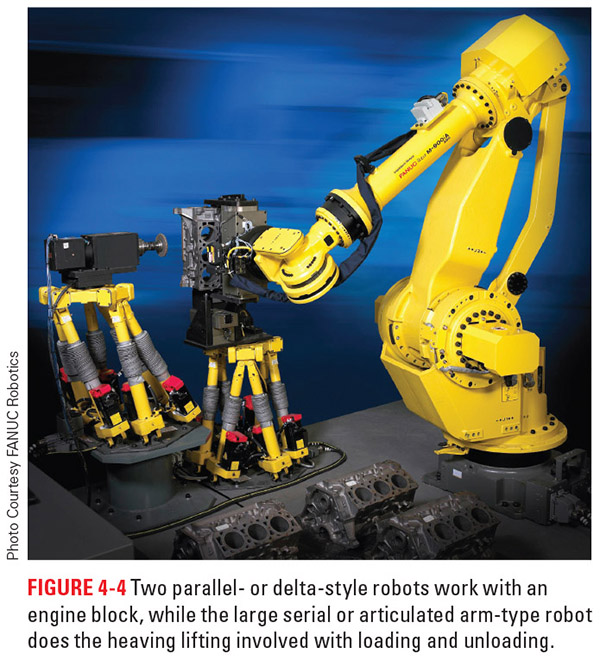 FANUC Robot M-900iA
Photo Courtesy FANUC Robotics
FIGURE 4-4 Two parallel- or delta-style robots work with an
engine block, while the large serial or articulated arm-type robot
does the heaving lifting involved with loading and unloading.